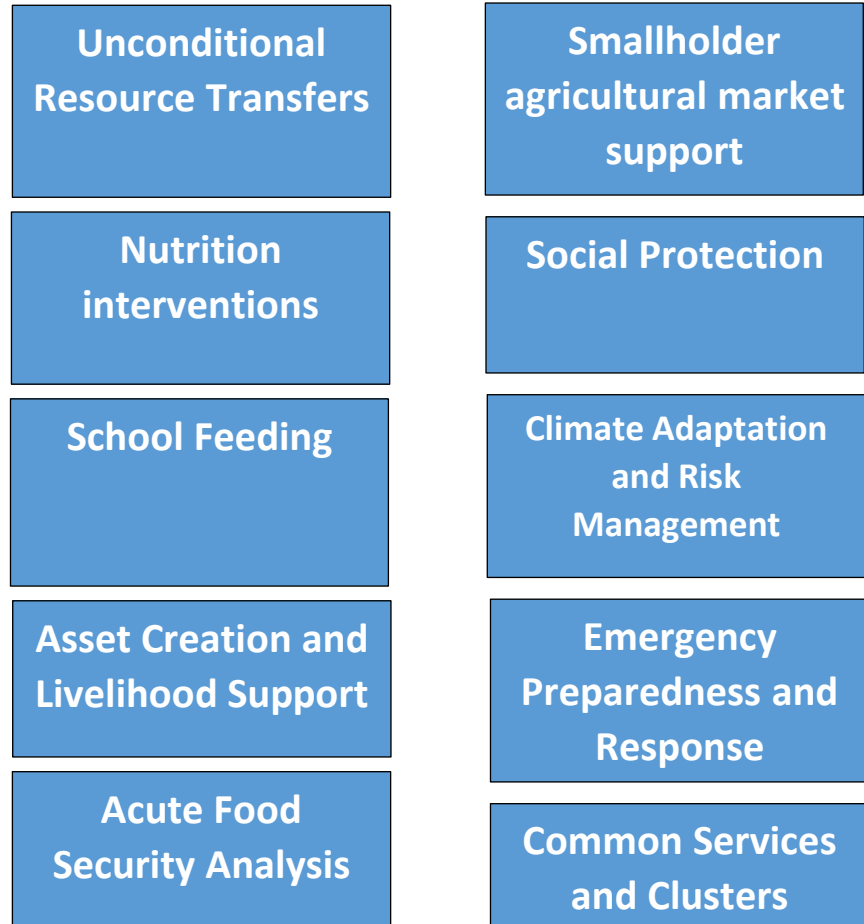 Unconditional
Resource Transfers
Smallholder
agricultural market
support
Nutrition
interventions
Social Protection
School Feeding
Climate Adaptation
and Risk
Management
Asset Creation and
Livelihood Support
Emergency
Preparedness and
Response
Acute Food
Security Analysis
Common Services
and Clusters